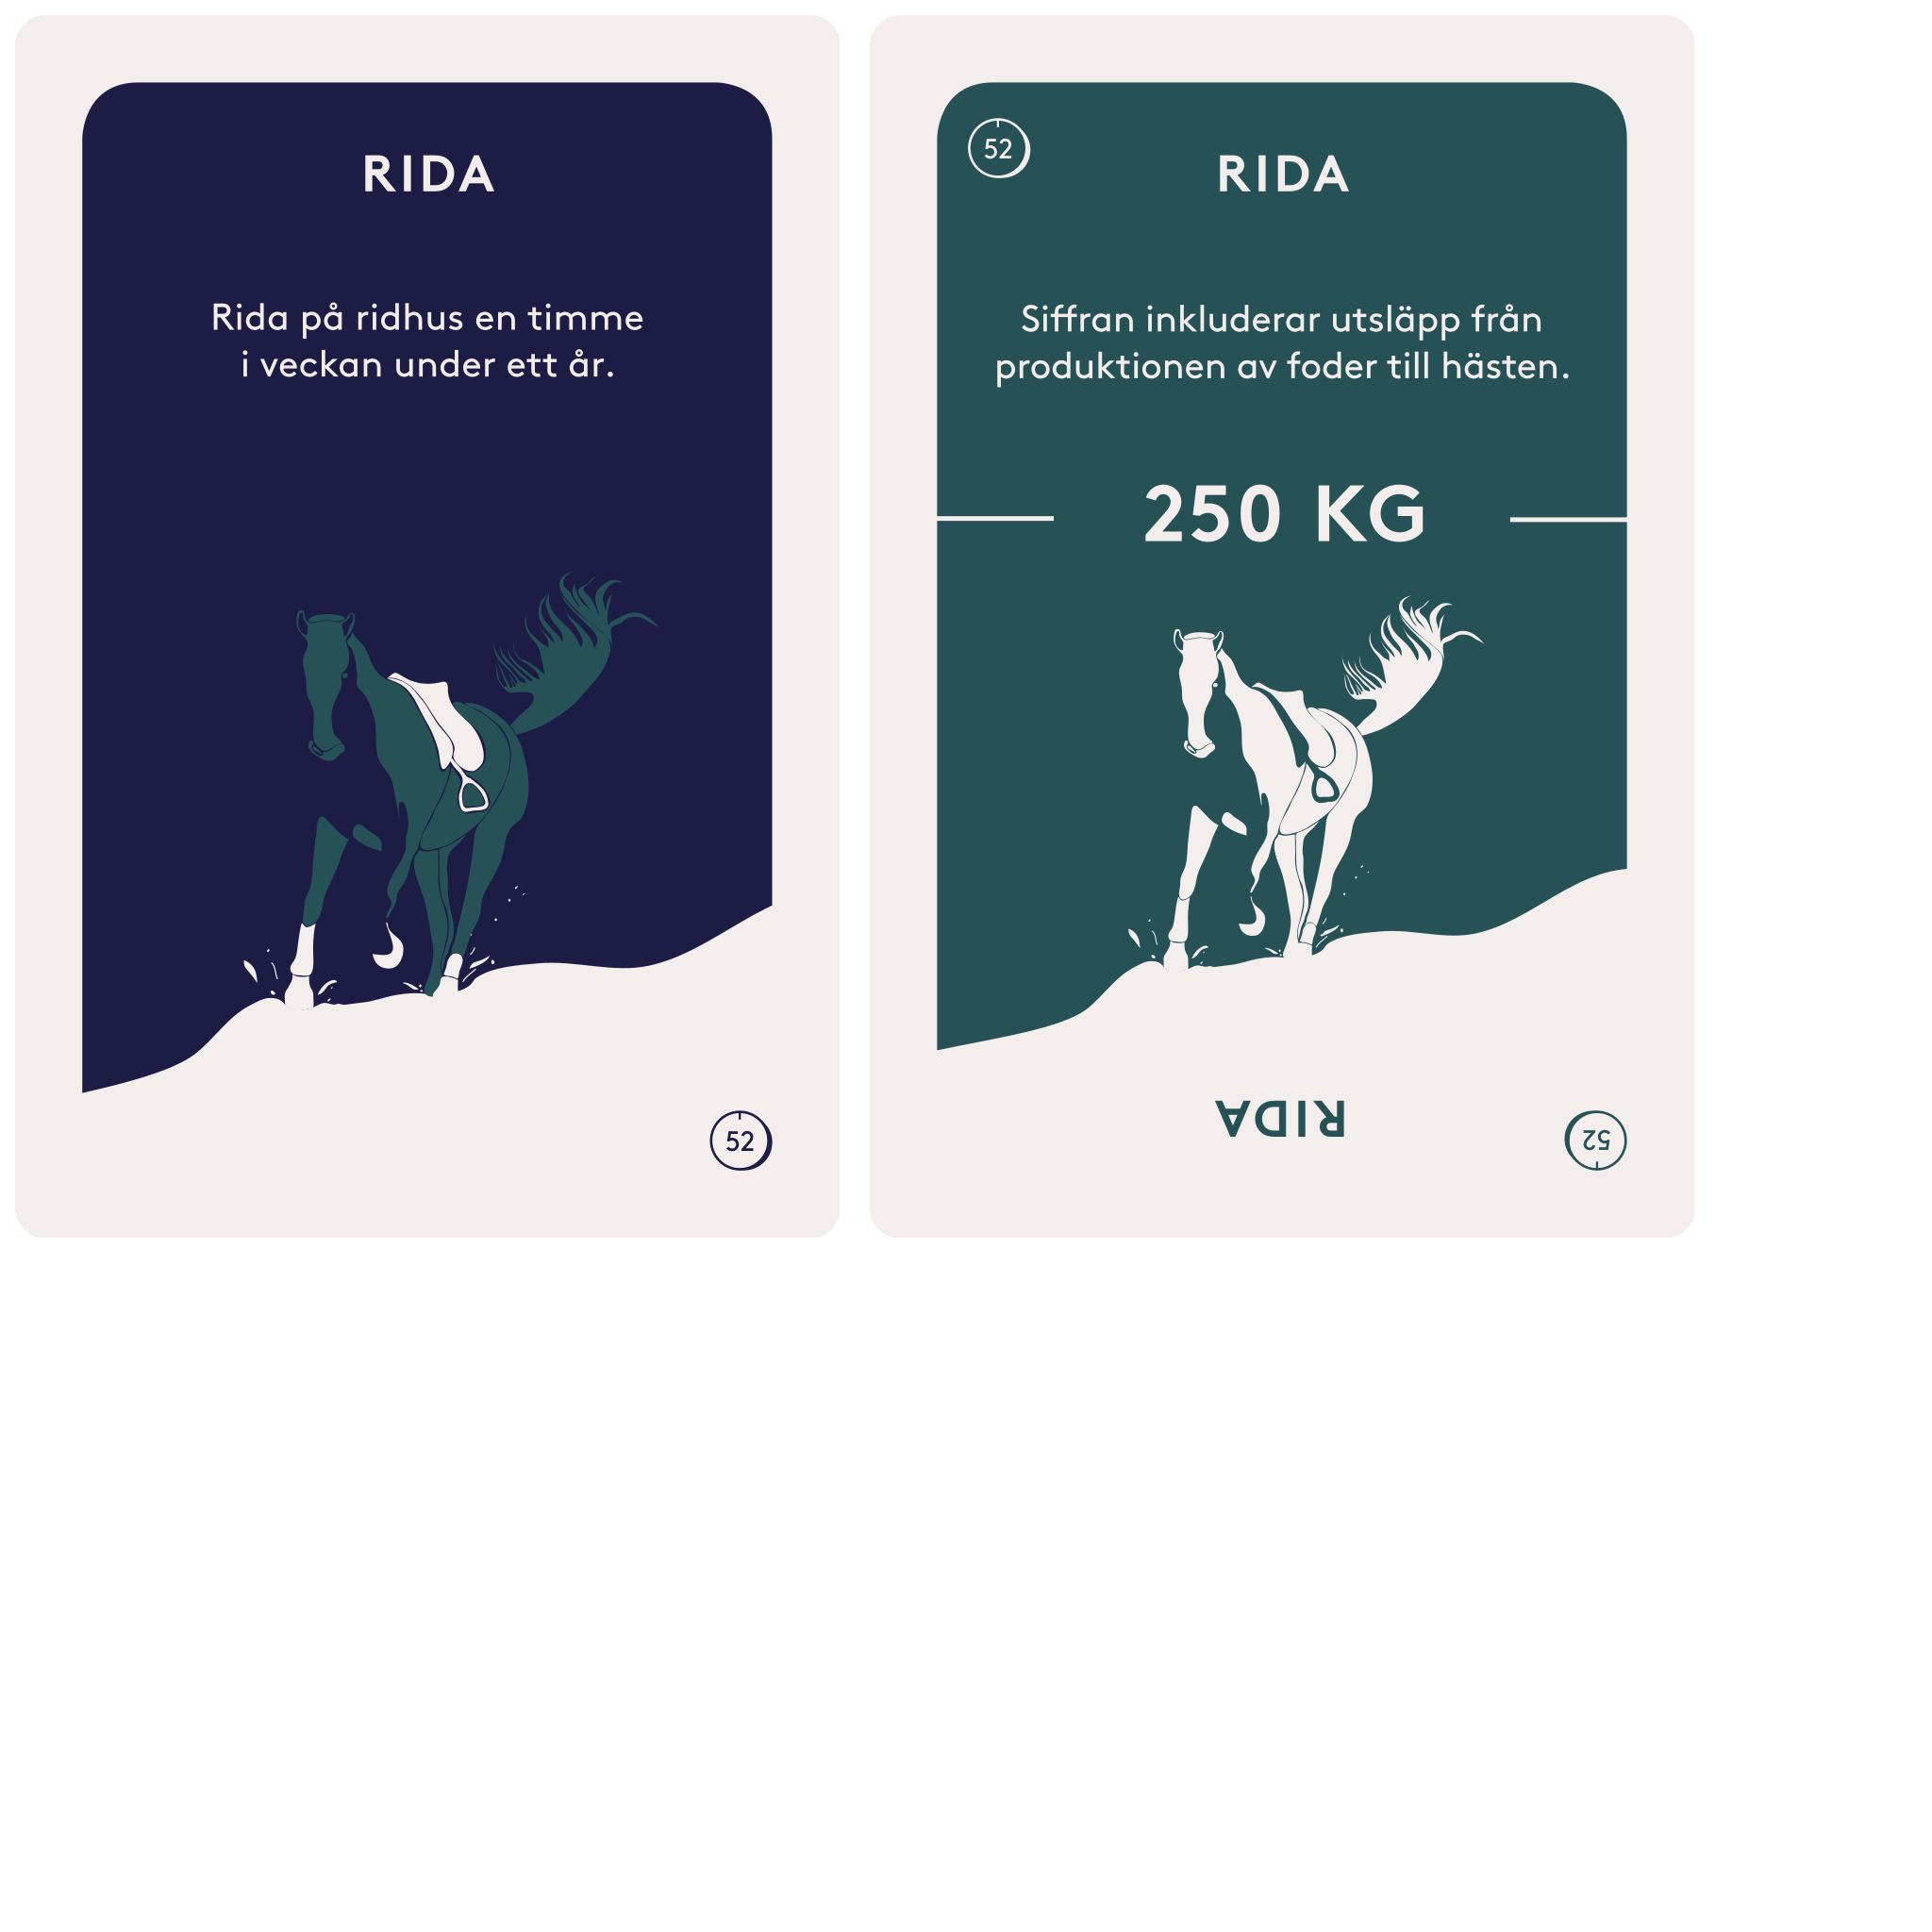 RIDA
Rida på ridhus en timme
i veckan under ett år.
52
52
RIDA
Siffran inkluderar utsläpp från
produktionen av foder till hästen.
250 KG
RIDA
52